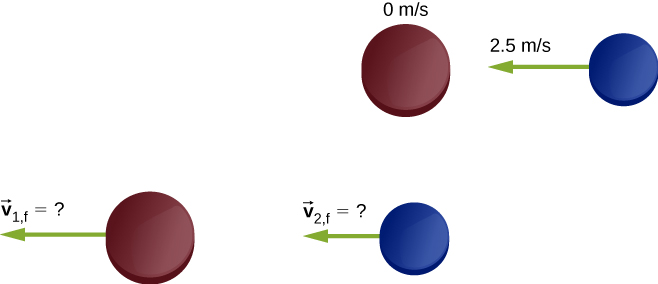 0 m/s
2.5 m/s
v⃗1,f = ?
v⃗2,f = ?